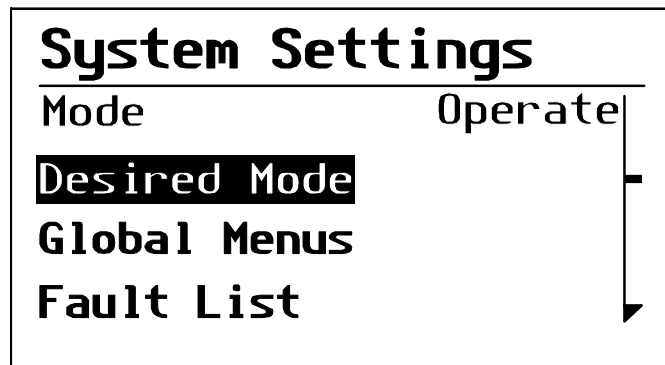 System Settings
Mode Operate
Desired Mode
Global Menus
Fault List